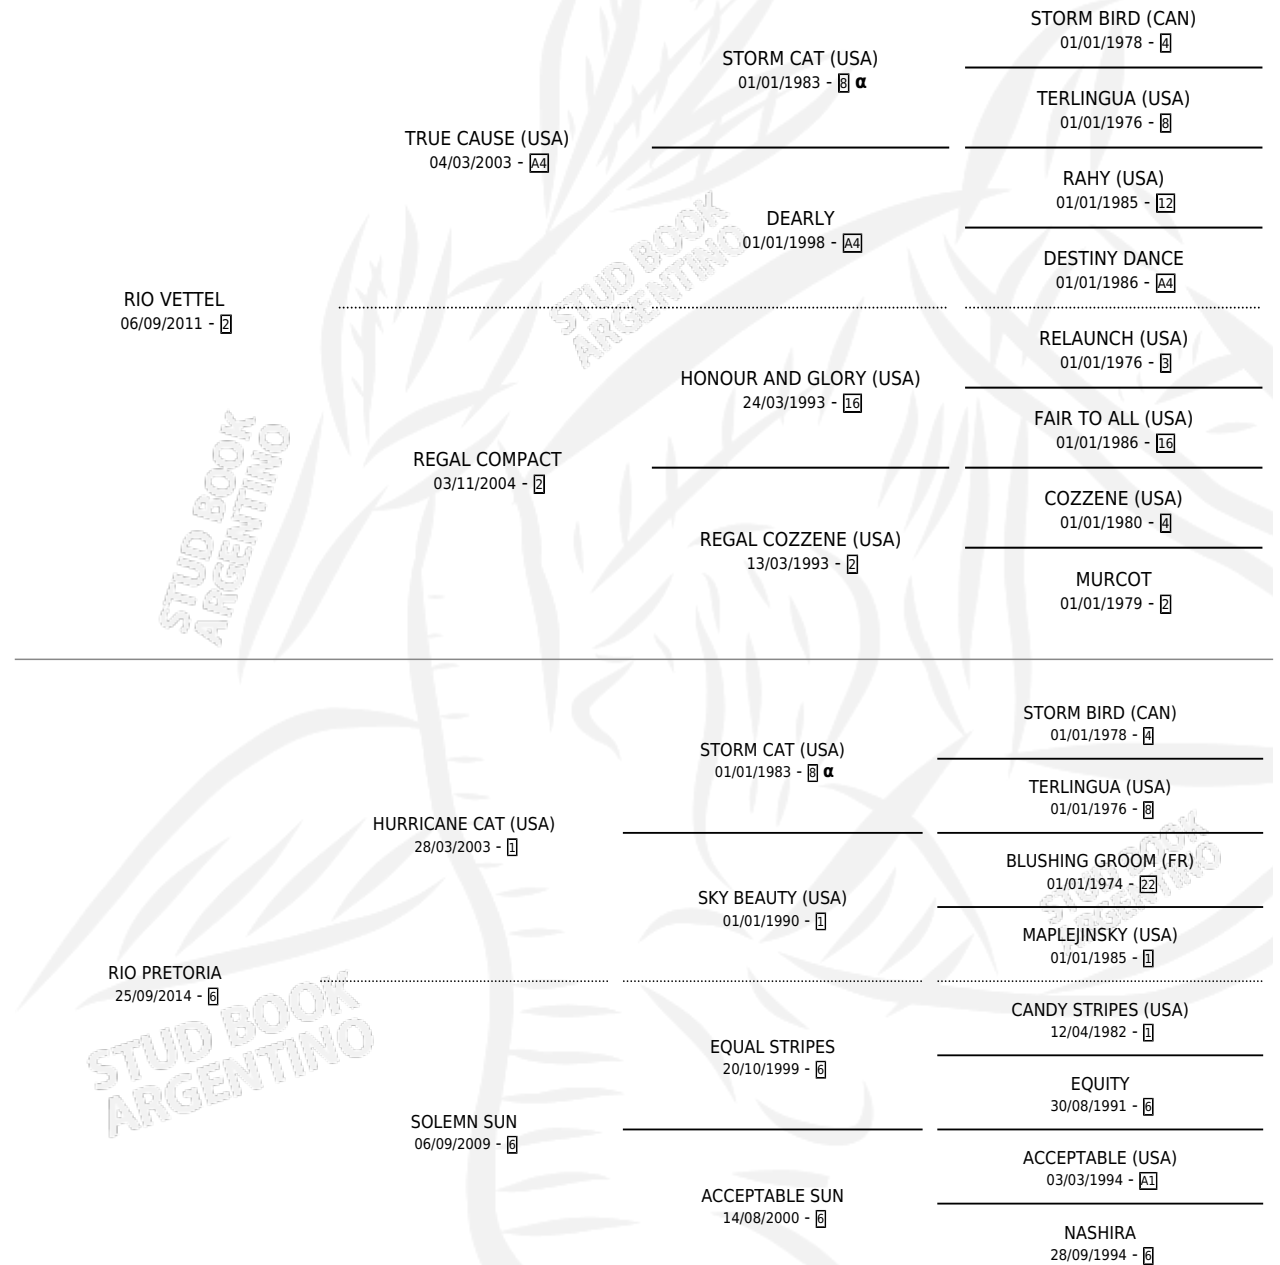 STORM BIRD (CAN)
01/01/1978 - 4
STORM CAT (USA)
01/01/1983 - 8 α
TERLINGUA (USA)
01/01/1976 - 8
TRUE CAUSE (USA)
04/03/2003 - A4
RAHY (USA)
01/01/1985 - 12
DEARLY
01/01/1998 - A4
DESTINY DANCE
01/01/1986 - A4
RIO VETTEL
06/09/2011 - 2
RELAUNCH (USA)
01/01/1976 - 3
HONOUR AND GLORY (USA)
24/03/1993 - 16
FAIR TO ALL (USA)
01/01/1986 - 16
REGAL COMPACT
03/11/2004 - 2
COZZENE (USA)
01/01/1980 - 4
REGAL COZZENE (USA)
13/03/1993 - 2
MURCOT
01/01/1979 - 2
STUD BOOK
ARGENTINO
STUD BOOK
ARGENTINO
STORM BIRD (CAN)
01/01/1978 - 4
STORM CAT (USA)
01/01/1983 - 8 α
TERLINGUA (USA)
01/01/1976 - 8
HURRICANE CAT (USA)
28/03/2003 - 1
BLUSHING GROOM (FR)
01/01/1974 - 22
SKY BEAUTY (USA)
01/01/1990 - 1
MAPLEJINSKY (USA)
01/01/1985 - 1
RIO PRETORIA
25/09/2014 - 6
CANDY STRIPES (USA)
12/04/1982 - 1
EQUAL STRIPES
20/10/1999 - 6
EQUITY
30/08/1991 - 6
SOLEMN SUN
06/09/2009 - 6
ACCEPTABLE (USA)
03/03/1994 - A1
ACCEPTABLE SUN
14/08/2000 - 6
NASHIRA
28/09/1994 - 6
STUD BOOK
ARGENTINO
STUD BOOK
ARGENTINO